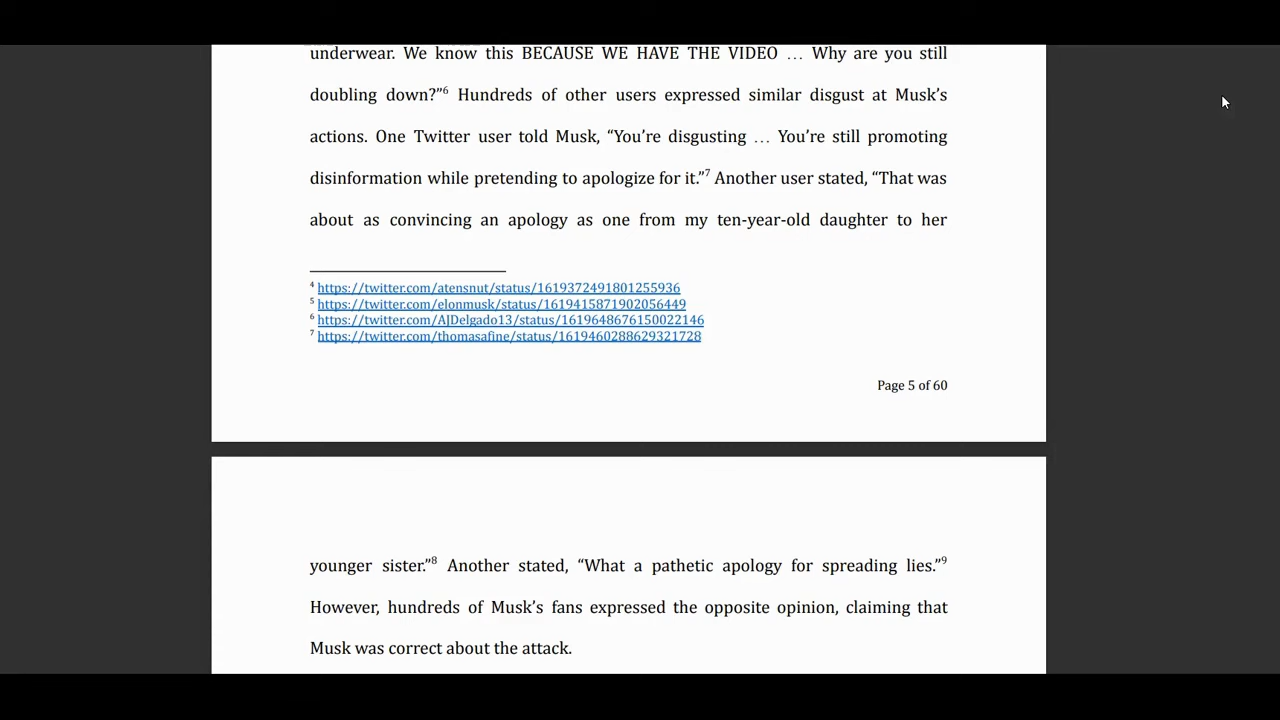 underwear. We know this BECAUSE WE HAVE THE VIDEO … Why are you still
doubling down?”6 Hundreds of other users expressed similar disgust at Musk’s
actions. One Twitter user told Musk, “You’re disgusting … You’re still promoting
disinformation while pretending to apologize for it.”7 Another user stated, “That was
about as convincing an apology as one from my ten-year-old daughter to her
4 https://twitter.com/atensnut/status/1619372491801255936
5 https://twitter.com/elonmusk/status/1619415871902056449
6 https://twitter.com/AJDelgado13/status/1619648676150022146
7 https://twitter.com/thomasafine/status/1619460288629321728
Page 5 of 60
younger sister.”8 Another stated, “What a pathetic apology for spreading lies.”9
However, hundreds of Musk’s fans expressed the opposite opinion, claiming that
Musk was correct about the attack.